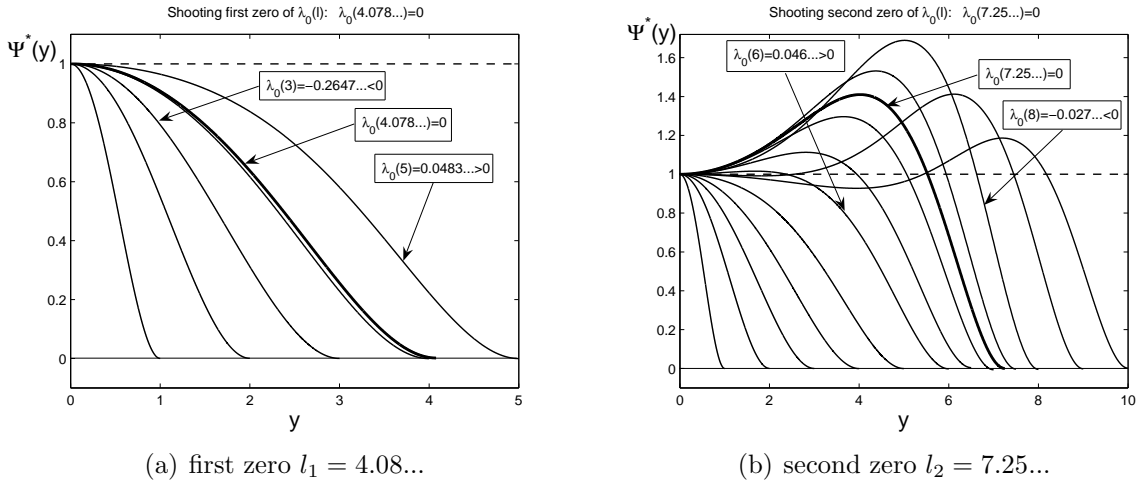 Shooting first zero of λ₀(l): λ₀(4.078...)=0
Ψ*(y)
1
0.8
0.6
0.4
0.2
0
λ₀(3)=−0.2647...<0
λ₀(4.078...)=0
λ₀(5)=0.0483...>0
0 1 2 3 4 5
y
(a) first zero l₁ = 4.08...
Shooting second zero of λ₀(l): λ₀(7.25...)=0
Ψ*(y)
1.6
1.4
1.2
1
0.8
0.6
0.4
0.2
0
λ₀(6)=0.046...>0
λ₀(7.25...)=0
λ₀(8)=−0.027...<0
0 2 4 6 8 10
y
(b) second zero l₂ = 7.25...